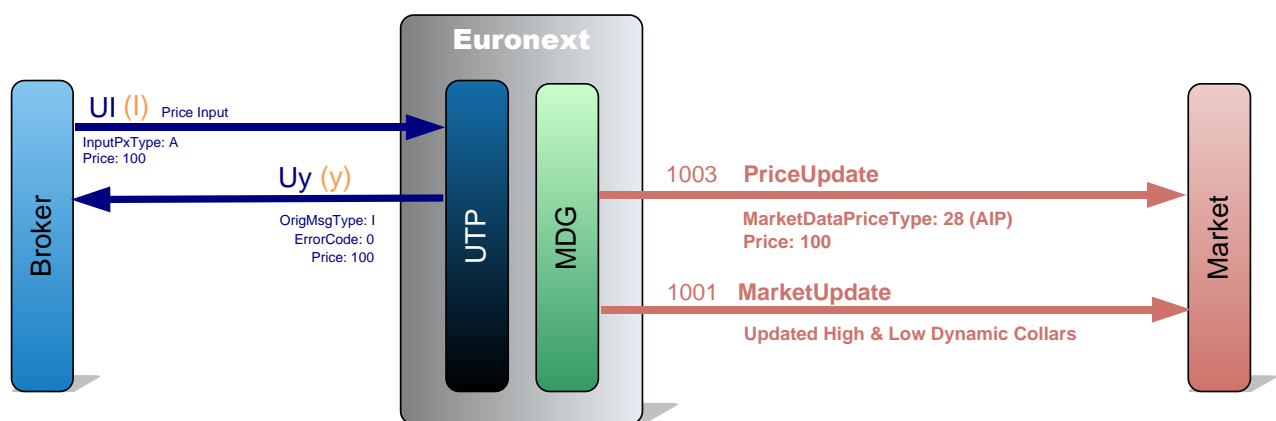 Euronext
Broker
UI (I) Price Input
InputPxType: A
Price: 100
Uy (y)
OrigMsgType: I
ErrorCode: 0
Price: 100
UTP
MDG
1003 PriceUpdate
MarketDataPriceType: 28 (AIP)
Price: 100
1001 MarketUpdate
Updated High & Low Dynamic Collars
Market